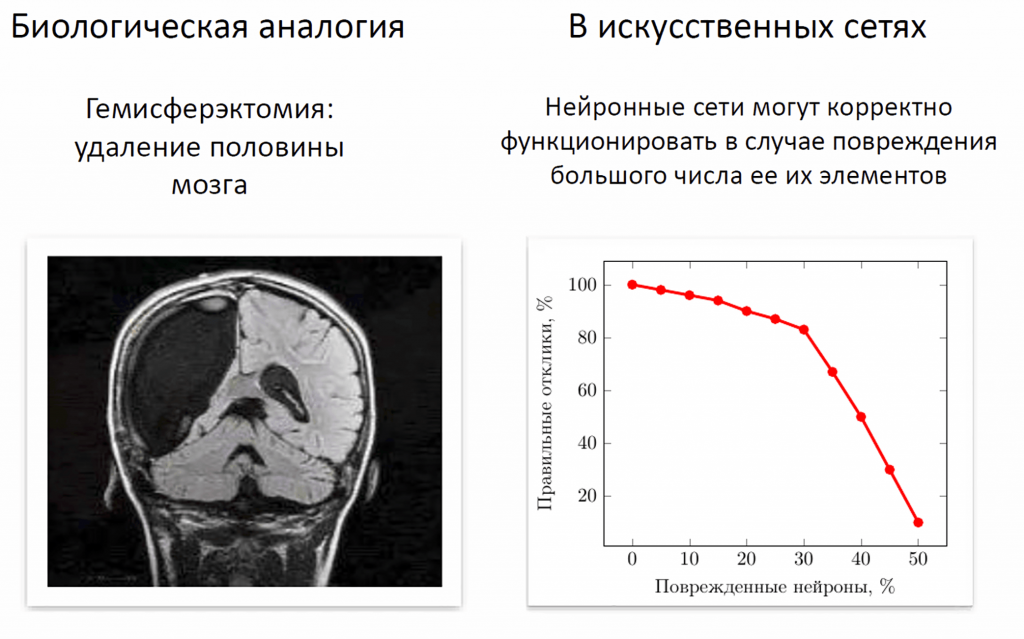 Биологическая аналогия
Гемисферэктомия:
удаление половины
мозга
В искусственных сетях
Нейронные сети могут корректно
функционировать в случае повреждения
большого числа ее их элементов
Правильные отклики, %
100
80
60
40
20
0 10 20 30 40 50
Поврежденные нейроны, %